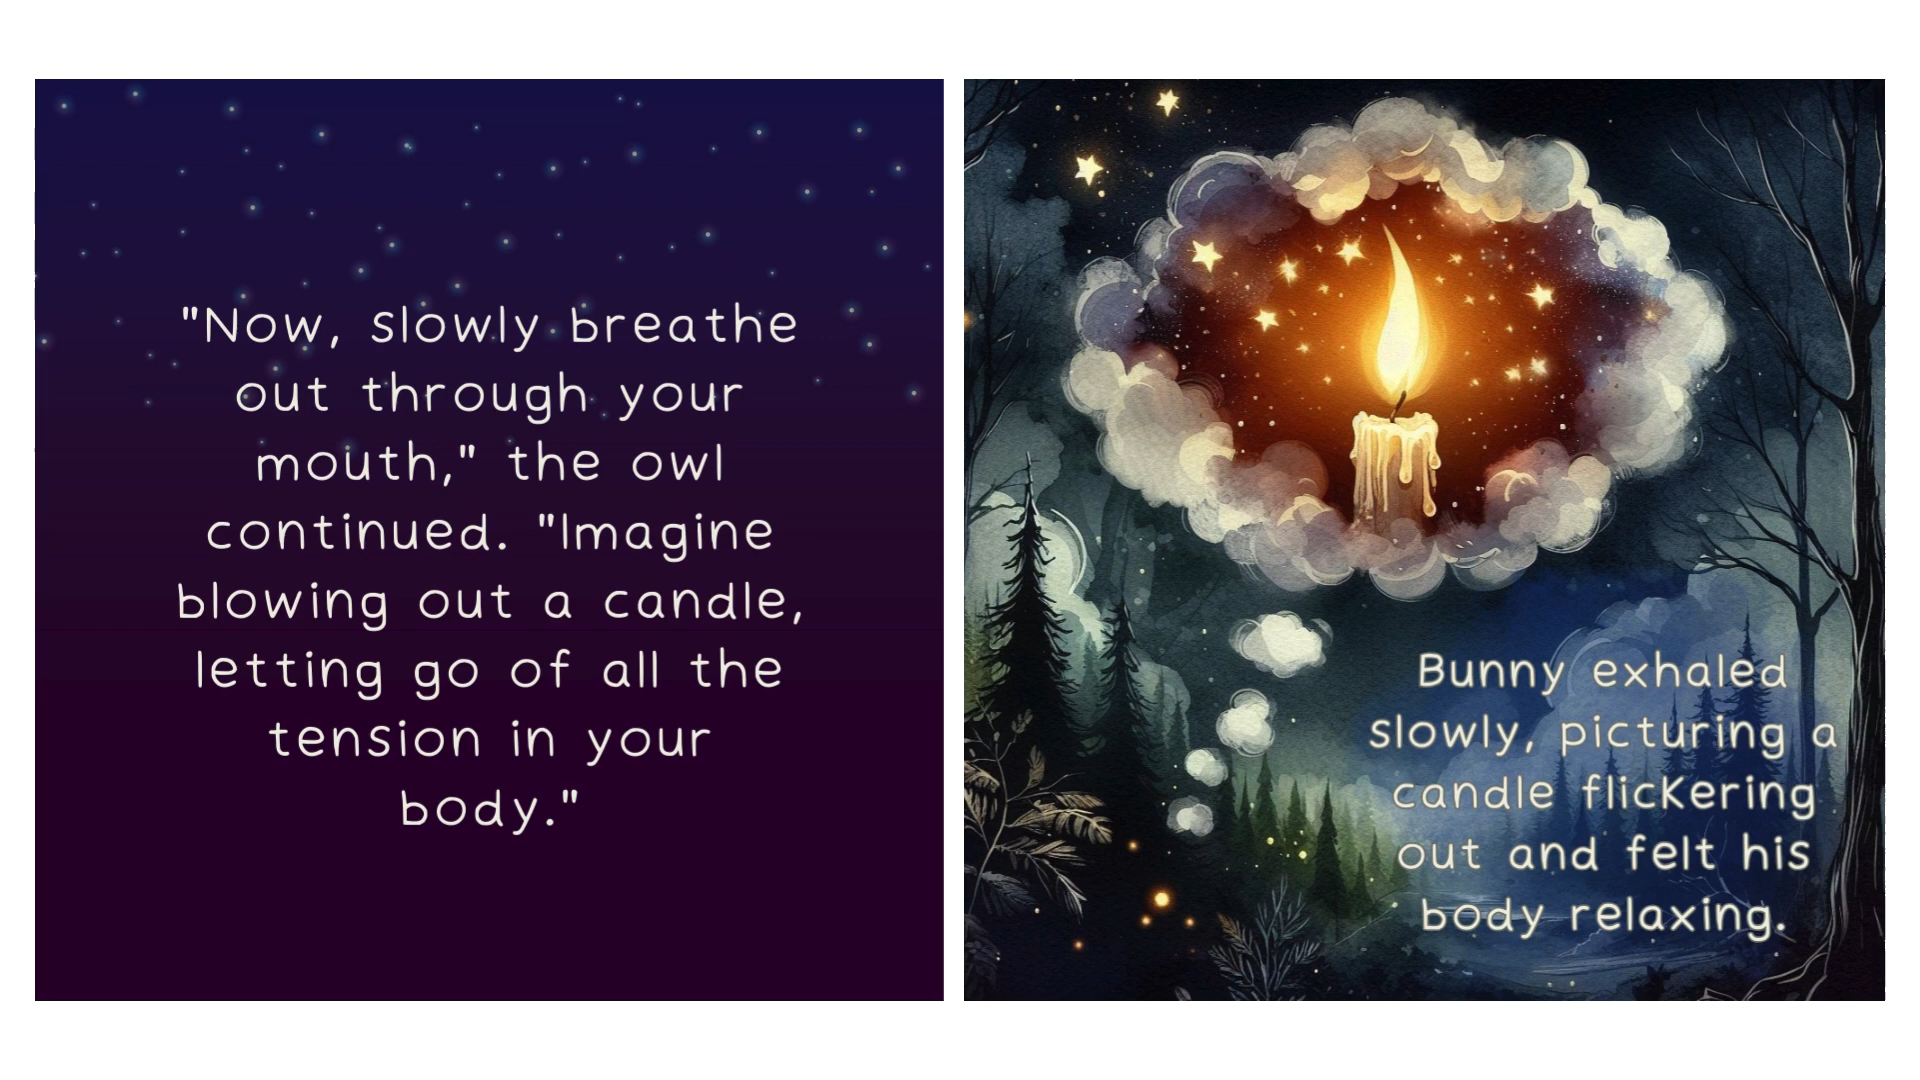 "Now, slowly breathe
out through your
mouth," the owl
continued. "Imagine
blowing out a candle,
letting go of all the
tension in your
body."
Bunny exhaled
slowly, picturing a
candle flickering
out and felt his
body relaxing.